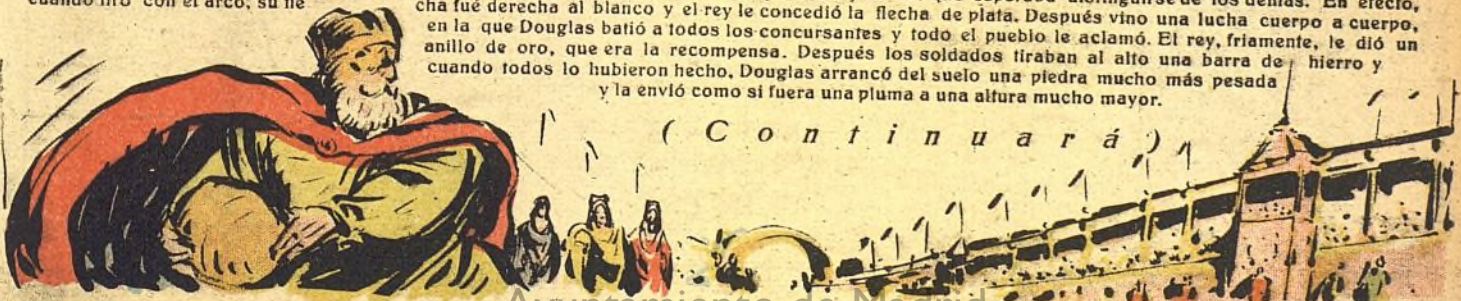 cuando tiró con el arco, su fle
cha fué derecha al blanco y el rey le concedió la flecha de plata. Después vino una lucha cuerpo a cuerpo,
en la que Douglas batió a todos los concursantes y todo el pueblo le aclamó. El rey, friamente, le dió un
anillo de oro, que era la recompensa. Después los soldados tiraban al alto una barra de hierro y
cuando todos lo hubieron hecho, Douglas arrancó del suelo una piedra mucho más pesada
y la envió como si fuera una pluma a una altura mucho mayor.
(Continuará)
Ayuntamiento de Madrid